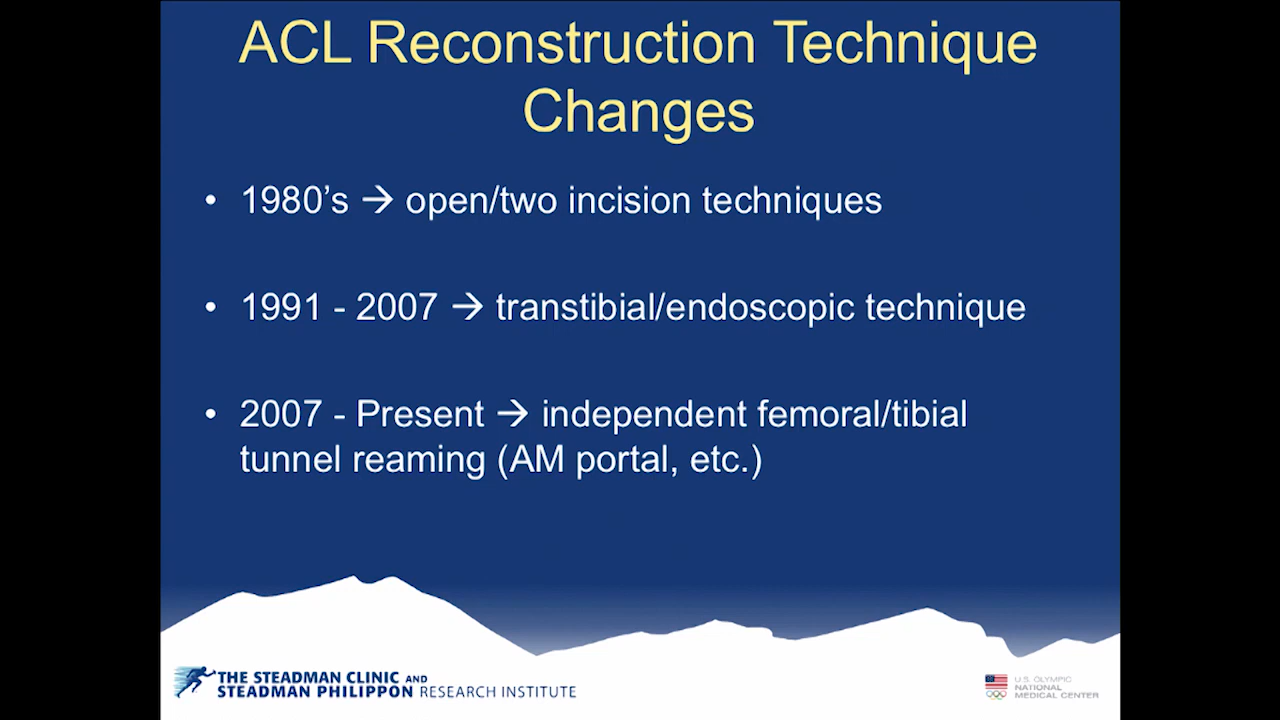 ACL Reconstruction Technique
Changes
• 1980’s → open/two incision techniques
• 1991 - 2007 → transtibial/endoscopic technique
• 2007 - Present → independent femoral/tibial
tunnel reaming (AM portal, etc.)
THE STEADMAN CLINIC AND
STEADMAN PHILIPPON RESEARCH INSTITUTE
U.S. OLYMPIC
NATIONAL
MEDICAL CENTER